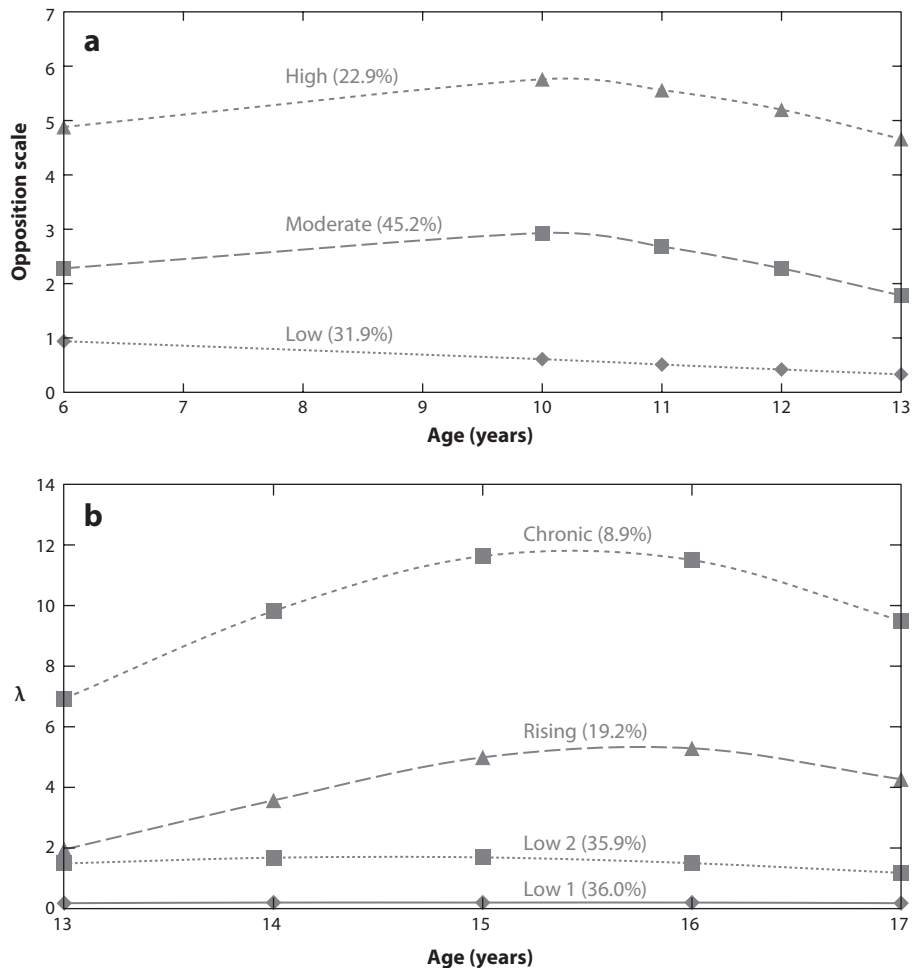 a
7
6
5
4
3
2
1
0
Opposition scale
High (22.9%)
Moderate (45.2%)
Low (31.9%)
6 7 8 9 10 11 12 13
Age (years)
b
14
12
10
8
6
4
2
0
λ
Chronic (8.9%)
Rising (19.2%)
Low 2 (35.9%)
Low 1 (36.0%)
13 14 15 16 17
Age (years)